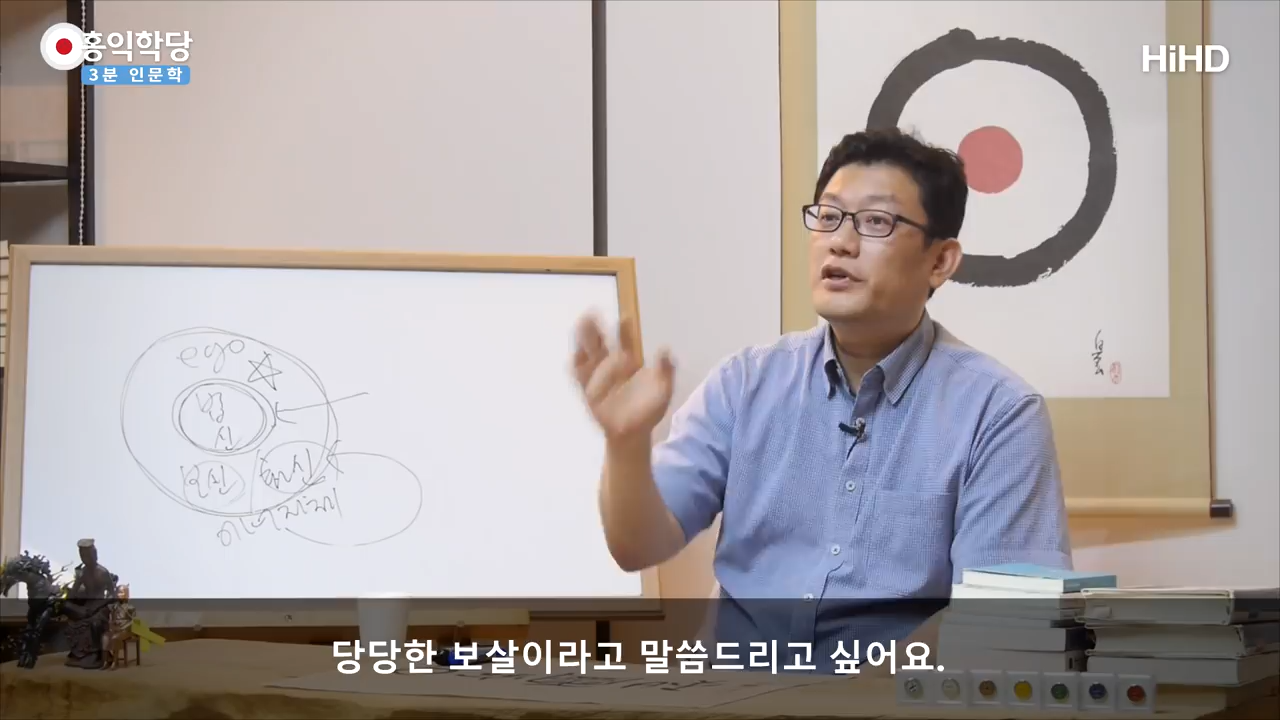 홍익학당
3분 인문학
HiHD
ego
법
신
보신
화신
당당한 보살이라고 말씀드리고 싶어요.